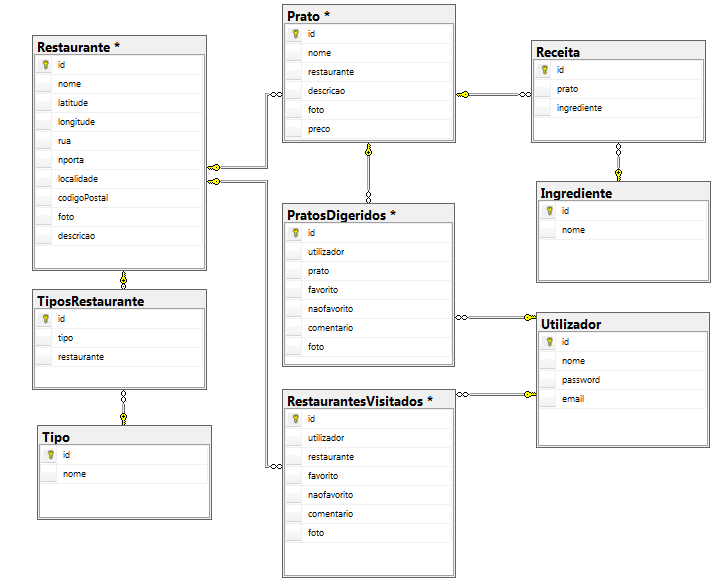 Restaurante *
id
nome
latitude
longitude
rua
nporta
localidade
codigoPostal
foto
descricao
Prato *
id
nome
restaurante
descricao
foto
preco
Receita
id
prato
ingrediente
Ingrediente
id
nome
PratosDigeridos *
id
utilizador
prato
favorito
naofavorito
comentario
foto
TiposRestaurante
id
tipo
restaurante
Utilizador
id
nome
password
email
RestaurantesVisitados *
id
utilizador
restaurante
favorito
naofavorito
comentario
foto
Tipo
id
nome